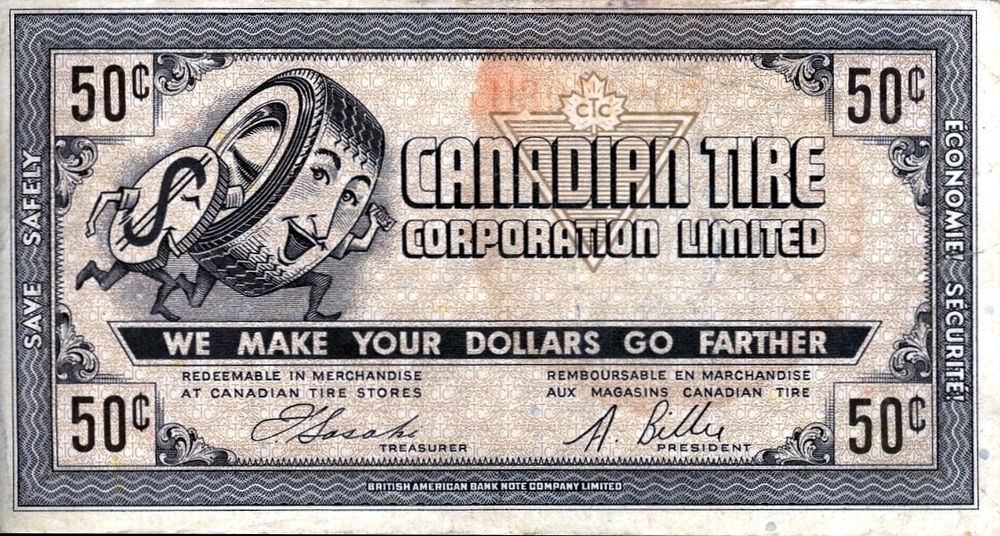 50¢
50¢
CTC
CANADIAN TIRE
CORPORATION LIMITED
$
SAVE SAFELY
ÉCONOMIE! SÉCURITÉ!
WE MAKE YOUR DOLLARS GO FARTHER
REDEEMABLE IN MERCHANDISE
AT CANADIAN TIRE STORES
REMBOURSABLE EN MARCHANDISE
AUX MAGASINS CANADIAN TIRE
50¢
50¢
TREASURER
A. Billes
PRESIDENT
BRITISH AMERICAN BANK NOTE COMPANY LIMITED